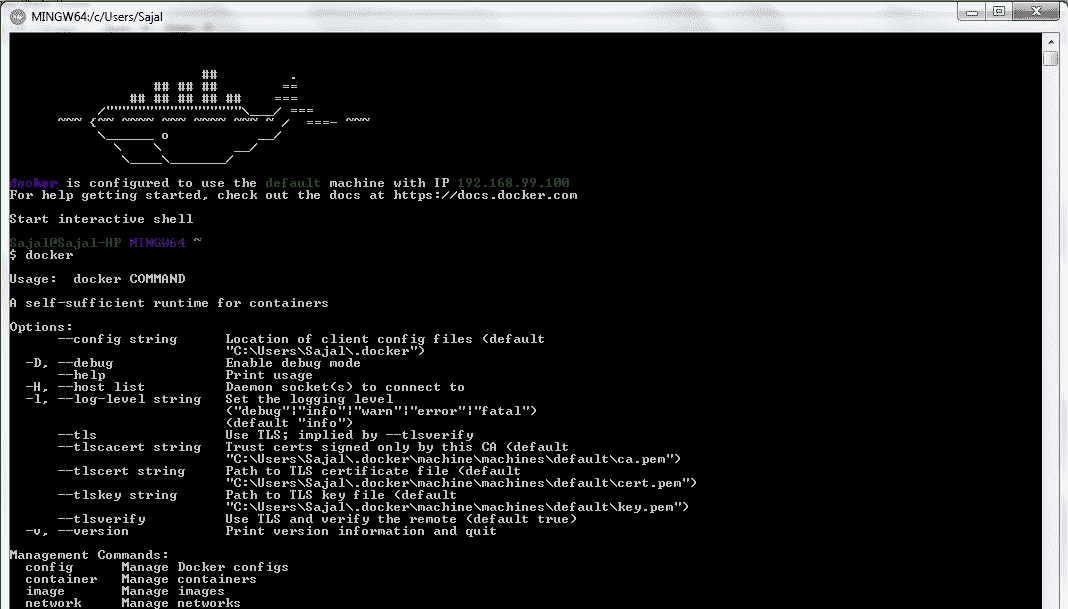 MINGW64:/c/Users/Sajal
                        ##         .
                  ## ## ##        ==
               ## ## ## ## ##    ===
           /"""""""""""""""""\___/ ===
      ~~~ {~~ ~~~~ ~~~ ~~~~ ~~~ ~ /  ===- ~~~
           \______ o           __/
             \    \         __/
              \____\_______/
docker is configured to use the default machine with IP 192.168.99.100
For help getting started, check out the docs at https://docs.docker.com
Start interactive shell
Sajal@Sajal-HP MINGW64 ~
$ docker
Usage:  docker COMMAND
A self-sufficient runtime for containers
Options:
      --config string      Location of client config files (default
                           "C:\Users\Sajal\.docker")
  -D, --debug              Enable debug mode
      --help               Print usage
  -H, --host list          Daemon socket(s) to connect to
  -l, --log-level string   Set the logging level
                           ("debug"|"info"|"warn"|"error"|"fatal")
                           (default "info")
      --tls                Use TLS; implied by --tlsverify
      --tlscacert string   Trust certs signed only by this CA (default
                           "C:\Users\Sajal\.docker\machine\machines\default\ca.pem")
      --tlscert string     Path to TLS certificate file (default
                           "C:\Users\Sajal\.docker\machine\machines\default\cert.pem")
      --tlskey string      Path to TLS key file (default
                           "C:\Users\Sajal\.docker\machine\machines\default\key.pem")
      --tlsverify          Use TLS and verify the remote (default true)
  -v, --version            Print version information and quit
Management Commands:
  config      Manage Docker configs
  container   Manage containers
  image       Manage images
  network     Manage networks